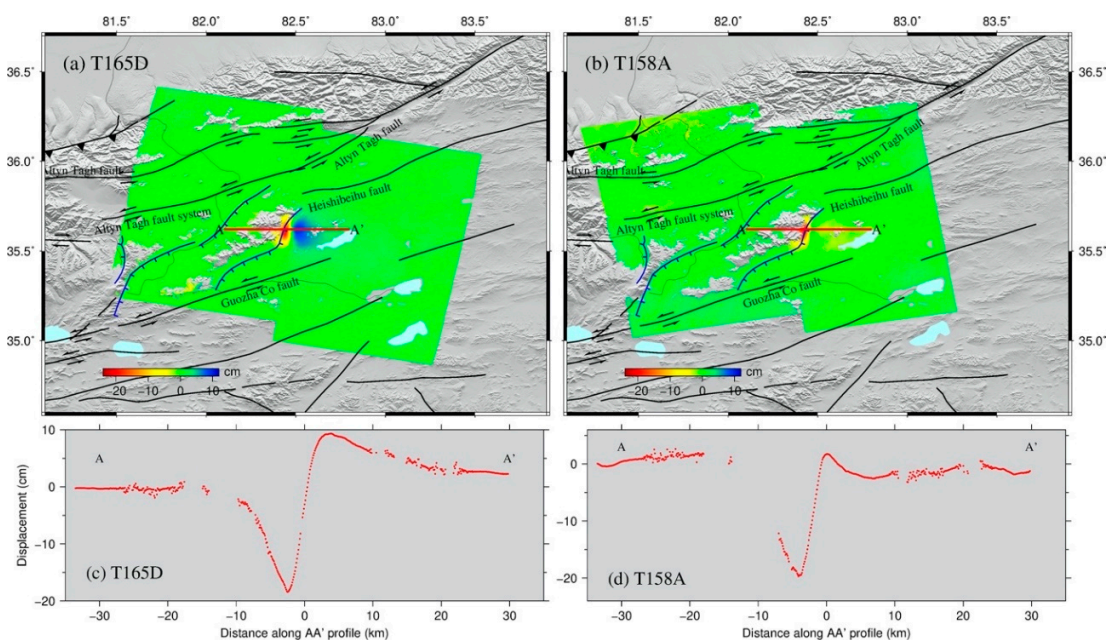 81.5 82.0 82.5 83.0 83.5 81.5 82.0 82.5 83.0 83.5
36.5° (a) T165D (b) T158A 36.5°
Altyn Tagh fault Altyn Tagh fault
36.0° 36.0°
Altyn Tagh fault Altyn Tagh fault
Heishibeihu fault Heishibeihu fault
Altyn Tagh fault system Altyn Tagh fault system
A A' A A'
35.5° 35.5°
Guozha Co fault Guozha Co fault
35.0° 35.0°
cm cm
-20 -10 0 10 -20 -10 0 10
10
A A' A A'
0 0
Displacement (cm)
-10 -10
(c) T165D (d) T158A
-20 -20
-30 -20 -10 0 10 20 30 -30 -20 -10 0 10 20 30
Distance along AA' profile (km) Distance along AA' profile (km)